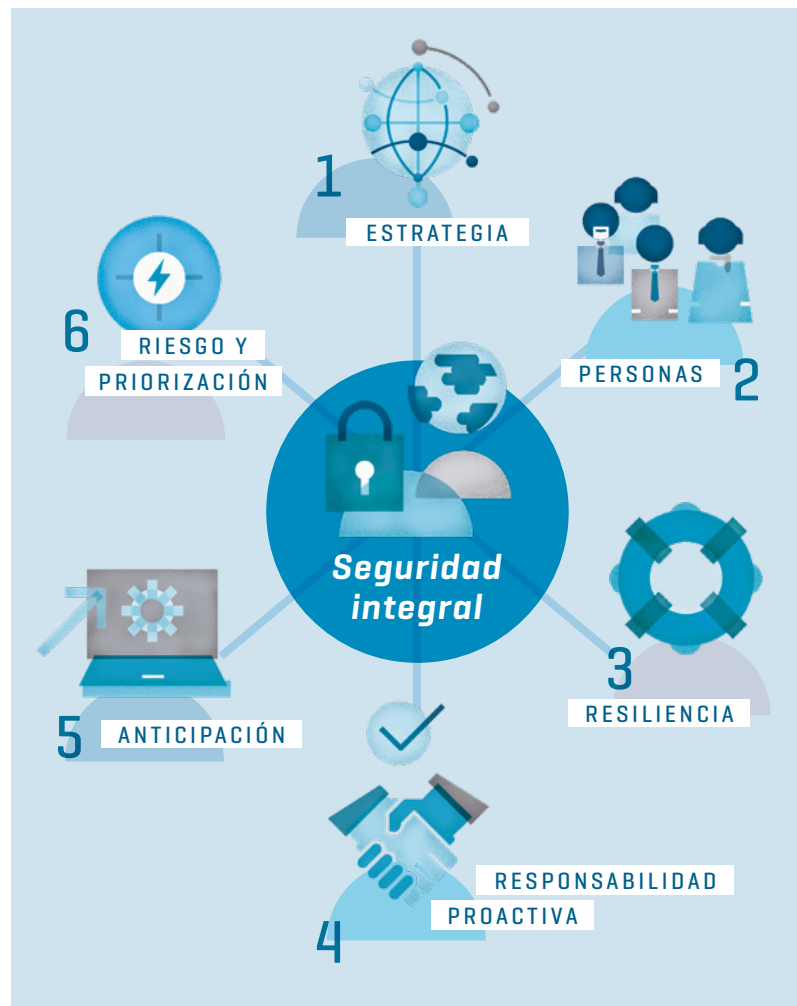 1
ESTRATEGIA
PERSONAS
2
3
RESILIENCIA
4
RESPONSABILIDAD
PROACTIVA
5
ANTICIPACIÓN
6
RIESGO Y
PRIORIZACIÓN
Seguridad
integral